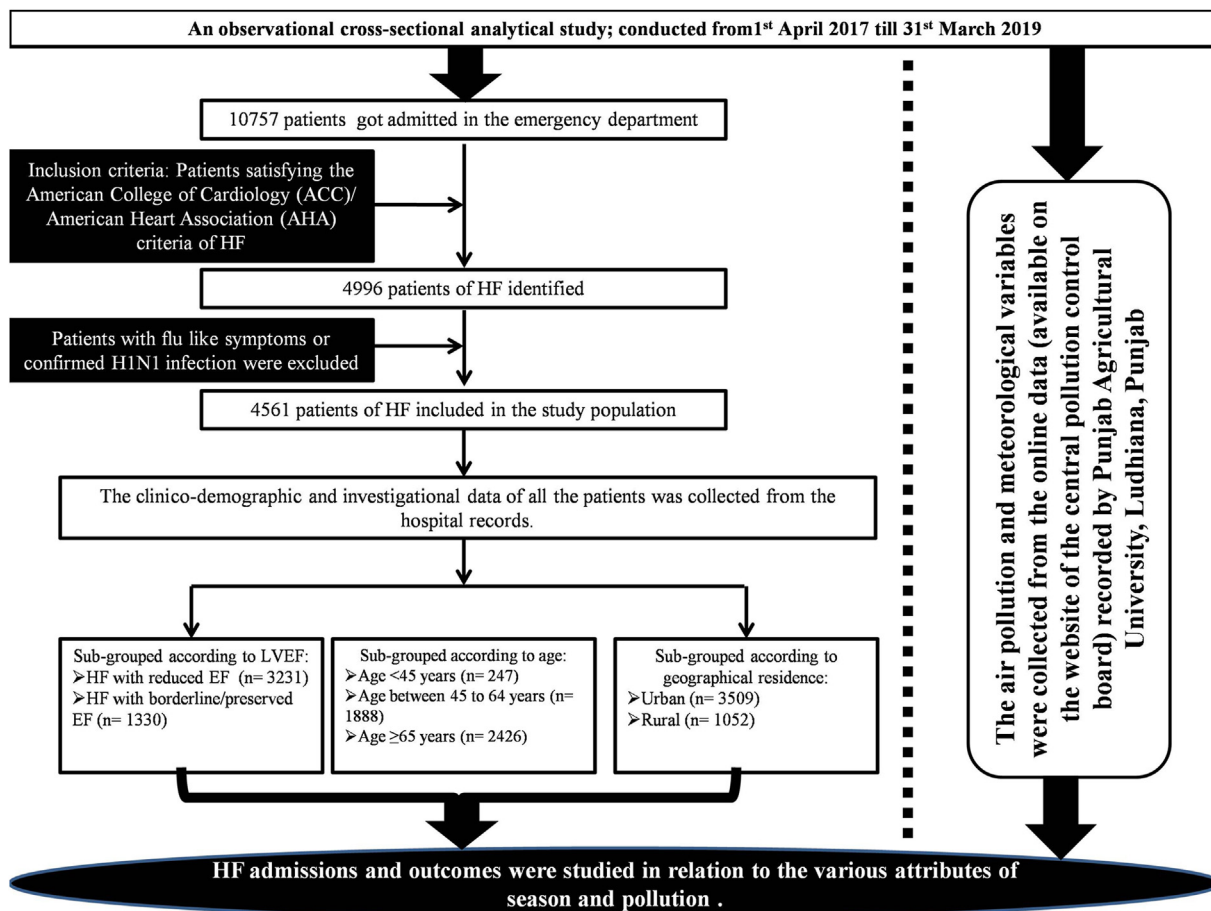 An observational cross-sectional analytical study; conducted from1st April 2017 till 31st March 2019
10757 patients got admitted in the emergency department
Inclusion criteria: Patients satisfying the
American College of Cardiology (ACC)/
American Heart Association (AHA)
criteria of HF
4996 patients of HF identified
Patients with flu like symptoms or
confirmed H1N1 infection were excluded
4561 patients of HF included in the study population
The clinico-demographic and investigational data of all the patients was collected from the
hospital records.
Sub-grouped according to LVEF:
➢HF with reduced EF (n= 3231)
➢HF with borderline/preserved
EF (n= 1330)
Sub-grouped according to age:
➢Age <45 years (n= 247)
➢Age between 45 to 64 years (n=
1888)
➢Age ≥65 years (n= 2426)
Sub-grouped according to
geographical residence:
➢Urban (n= 3509)
➢Rural (n= 1052)
The air pollution and meteorological variables
were collected from the online data (available on
the website of the central pollution control
board) recorded by Punjab Agricultural
University, Ludhiana, Punjab
HF admissions and outcomes were studied in relation to the various attributes of
season and pollution .